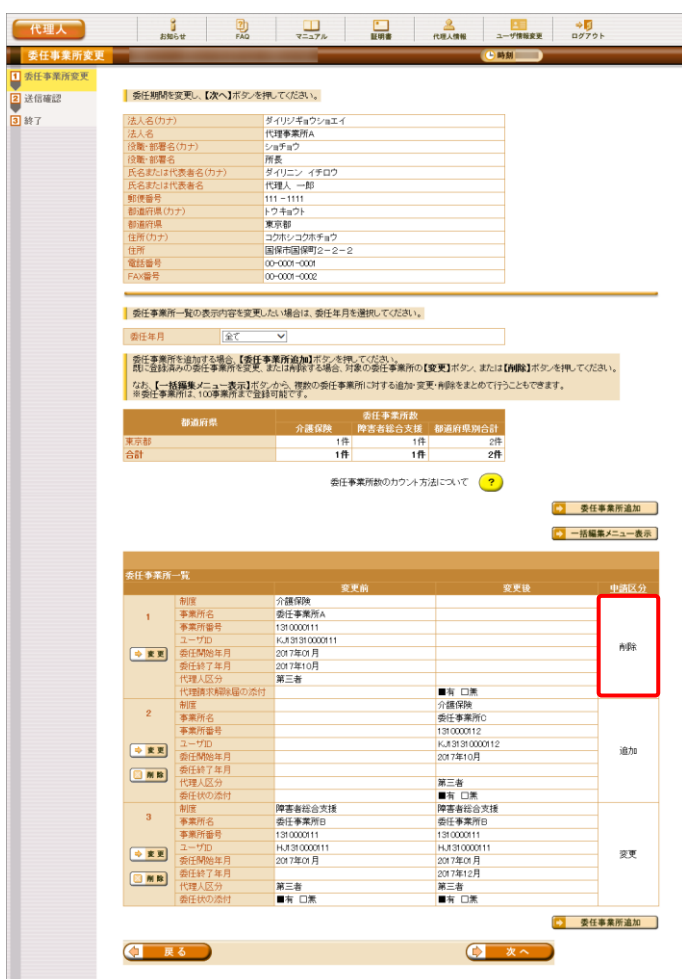 代理人
お知らせ FAQ マニュアル 証明書 代理人情報 ユーザ情報変更 ログアウト
委任事業所変更 時刻
1 委任事業所変更
2 送信確認
3 終了
委任期間を変更し、【次へ】ボタンを押してください。
法人名(カナ) ダイリジギョウショエイ
法人名 代理事業所A
役職・部署名(カナ) ショチョウ
役職・部署名 所長
氏名または代表者名(カナ) ダイリニン イチロウ
氏名または代表者名 代理人 一郎
郵便番号 111-1111
都道府県(カナ) トウキョウト
都道府県 東京都
住所(カナ) コクホシコクホチョウ
住所 国保市国保町2-2-2
電話番号 00-0001-0001
FAX番号 00-0001-0002
委任事業所一覧の表示内容を変更したい場合は、委任年月を選択してください。
委任年月 全て
委任事業所を追加する場合、【委任事業所追加】ボタンを押してください。
既に登録済みの委任事業所を変更、または削除する場合、対象の委任事業所の【変更】ボタン、または【削除】ボタンを押してください。
なお、【一括編集メニュー表示】ボタンから、複数の委任事業所に対する追加・変更・削除をまとめて行うこともできます。
※委任事業所は、100事業所まで登録可能です。
都道府県 委任事業所数
介護保険 障害者総合支援 都道府県別合計
東京都 1件 1件 2件
合計 1件 1件 2件
委任事業所数のカウント方法について ?
委任事業所追加
一括編集メニュー表示
委任事業所一覧
変更前 変更後 申請区分
1 変更
制度 介護保険
事業所名 委任事業所A
事業所番号 1310000111
ユーザID KJ131310000111
委任開始年月 2017年01月
委任終了年月 2017年10月
代理人区分 第三者
代理請求解除届の添付 ■有 □無
削除
2 変更 削除
制度 介護保険
事業所名 委任事業所C
事業所番号 1310000112
ユーザID KJ131310000112
委任開始年月 2017年10月
委任終了年月
代理人区分 第三者
委任状の添付 ■有 □無
追加
3 変更 削除
制度 障害者総合支援 障害者総合支援
事業所名 委任事業所B 委任事業所B
事業所番号 1310000111 1310000111
ユーザID HJ1310000111 HJ1310000111
委任開始年月 2017年01月 2017年01月
委任終了年月 2017年12月
代理人区分 第三者 第三者
委任状の添付 ■有 □無 ■有 □無
変更
委任事業所追加
戻る 次へ